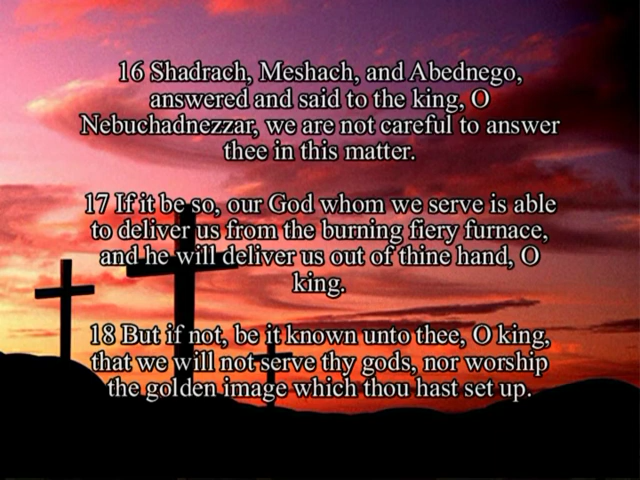 16 Shadrach, Meshach, and Abednego,
answered and said to the king, O
Nebuchadnezzar, we are not careful to answer
thee in this matter.
17 If it be so, our God whom we serve is able
to deliver us from the burning fiery furnace,
and he will deliver us out of thine hand, O
king.
18 But if not, be it known unto thee, O king,
that we will not serve thy gods, nor worship
the golden image which thou hast set up.